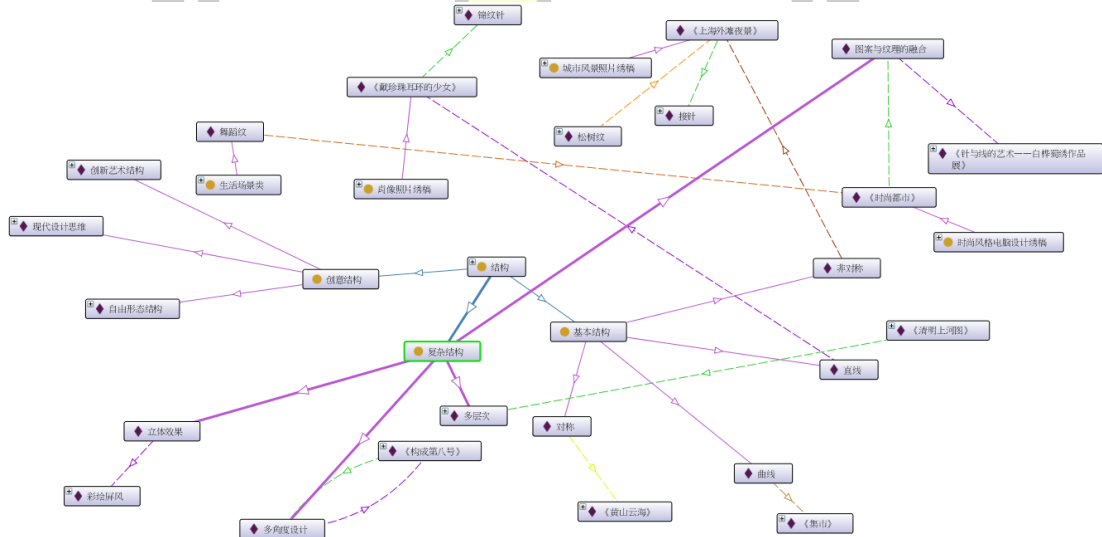 锦纹针
《上海外滩夜景》
图案与纹理的融合
城市风景照片绣稿
《戴珍珠耳环的少女》
接针
舞蹈纹
松树纹
《针与线的艺术——白桦蜀绣作品
展》
创新艺术结构
生活场景类
肖像照片绣稿
《时尚都市》
现代设计思维
时尚风格电脑设计绣稿
结构
非对称
创意结构
自由形态结构
基本结构
《清明上河图》
复杂结构
直线
多层次
对称
立体效果
《构成第八号》
曲线
彩绘屏风
《黄山云海》
《集市》
多角度设计